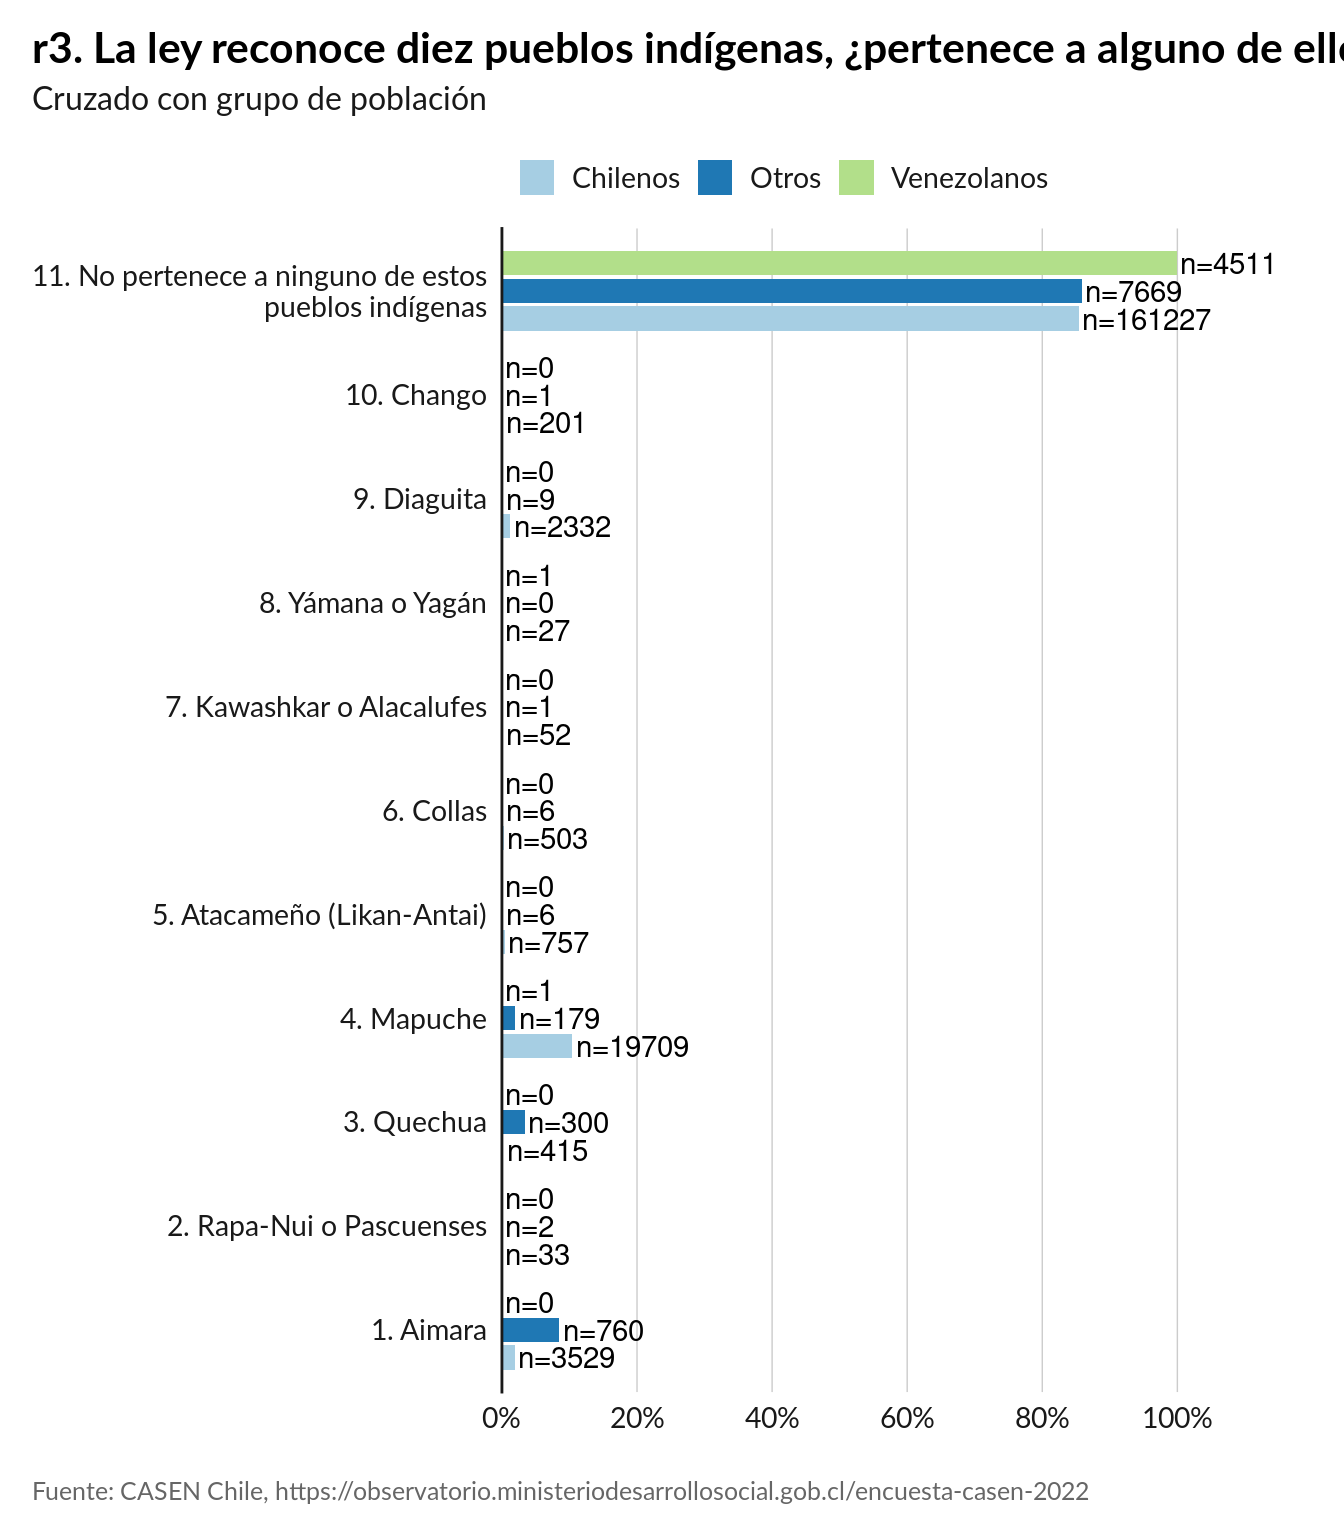 r3. La ley reconoce diez pueblos indígenas, ¿pertenece a alguno de
Cruzado con grupo de población
Chilenos Otros Venezolanos
11. No pertenece a ninguno de estos
pueblos indígenas
n=4511
n=7669
n=161227
10. Chango
n=0
n=1
n=201
9. Diaguita
n=0
n=9
n=2332
8. Yámana o Yagán
n=1
n=0
n=27
7. Kawashkar o Alacalufes
n=0
n=1
n=52
6. Collas
n=0
n=6
n=503
5. Atacameño (Likan-Antai)
n=0
n=6
n=757
4. Mapuche
n=1
n=179
n=19709
3. Quechua
n=0
n=300
n=415
2. Rapa-Nui o Pascuenses
n=0
n=2
n=33
1. Aimara
n=0
n=760
n=3529
0% 20% 40% 60% 80% 100%
Fuente: CASEN Chile, https://observatorio.ministeriodesarrollosocial.gob.cl/encuesta-casen-2022